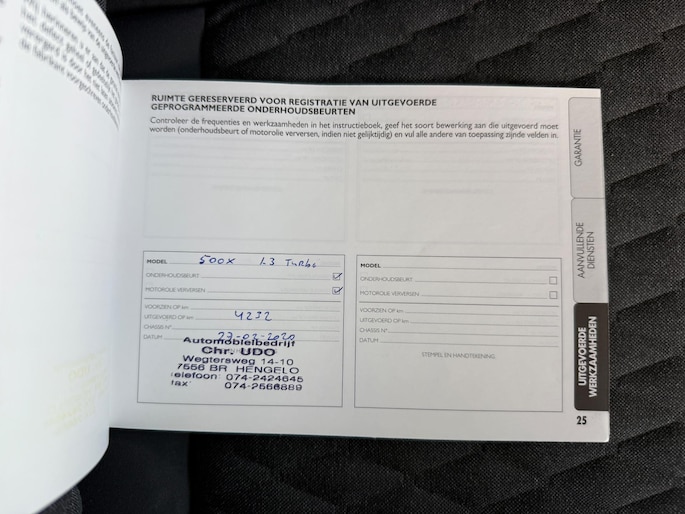 RUIMTE GERESERVEERD VOOR REGISTRATIE VAN UITGEVOERDE
GEPROGRAMMEERDE ONDERHOUDSBEURTEN
Controleer de frequenties en werkzaamheden in het instructieboek, geef het soort bewerking aan die uitgevoerd moet
worden (onderhoudsbeurt of motorolie verversen, indien niet gelijktijdig) en vul alle andere van toepassing zijnde velden in.
MODEL 500X 1.3 Turbo
ONDERHOUDSBEURT
MOTOROLIE VERVERSEN
VOORZIEN OP km
UITGEVOERD OP km 4232
CHASSIS N°
DATUM
Automobielbedrijf
Chr. UDO
Wegtersweg 14-10
7556 BR HENGELO
telefoon: 074-2424645
fax: 074-2566889
MODEL
ONDERHOUDSBEURT
MOTOROLIE VERVERSEN
VOORZIEN OP km
UITGEVOERD OP km
CHASSIS N°
DATUM
STEMPEL EN HANDTEKENING
GARANTIE
AANVULLENDE
DIENSTEN
UITGEVOERDE
WERKZAAMHEDEN
25